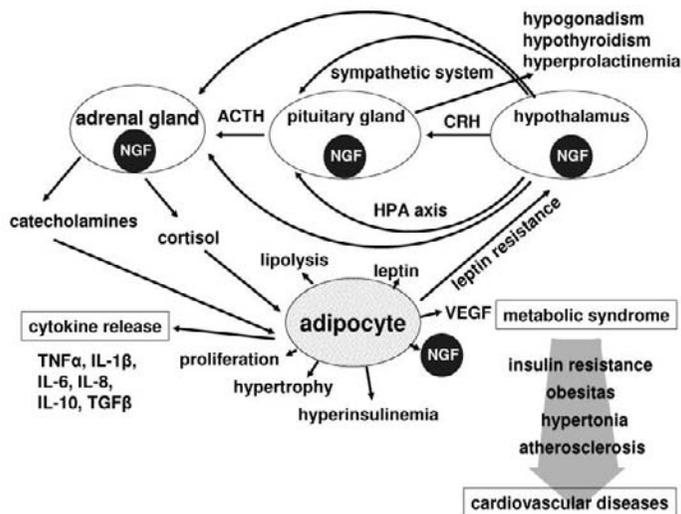 hypogonadism
hypothyroidism
hyperprolactinemia
sympathetic system
adrenal gland
NGF
ACTH
pituitary gland
NGF
CRH
hypothalamus
NGF
HPA axis
catecholamines
cortisol
leptin resistance
lipolysis
leptin
adipocyte
VEGF
NGF
metabolic syndrome
cytokine release
TNFα, IL-1β,
IL-6, IL-8,
IL-10, TGFβ
proliferation
hypertrophy
hyperinsulinemia
insulin resistance
obesitas
hypertonia
atherosclerosis
cardiovascular diseases